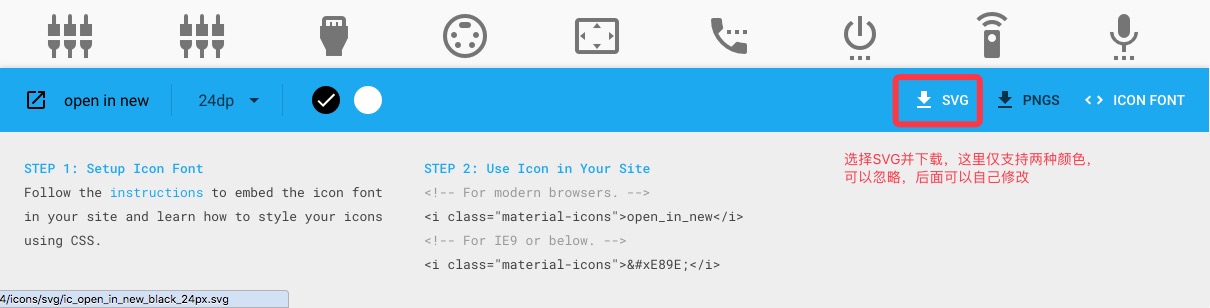 open in new
24dp
SVG
PNGS
ICON FONT
STEP 1: Setup Icon Font
Follow the instructions to embed the icon font
in your site and learn how to style your icons
using CSS.
STEP 2: Use Icon in Your Site
<!-- For modern browsers. -->
<i class="material-icons">open_in_new</i>
<!-- For IE9 or below. -->
<i class="material-icons">&#xE89E;</i>
选择SVG并下载，这里仅支持两种颜色，
可以忽略，后面可以自己修改
4/icons/svg/ic_open_in_new_black_24px.svg